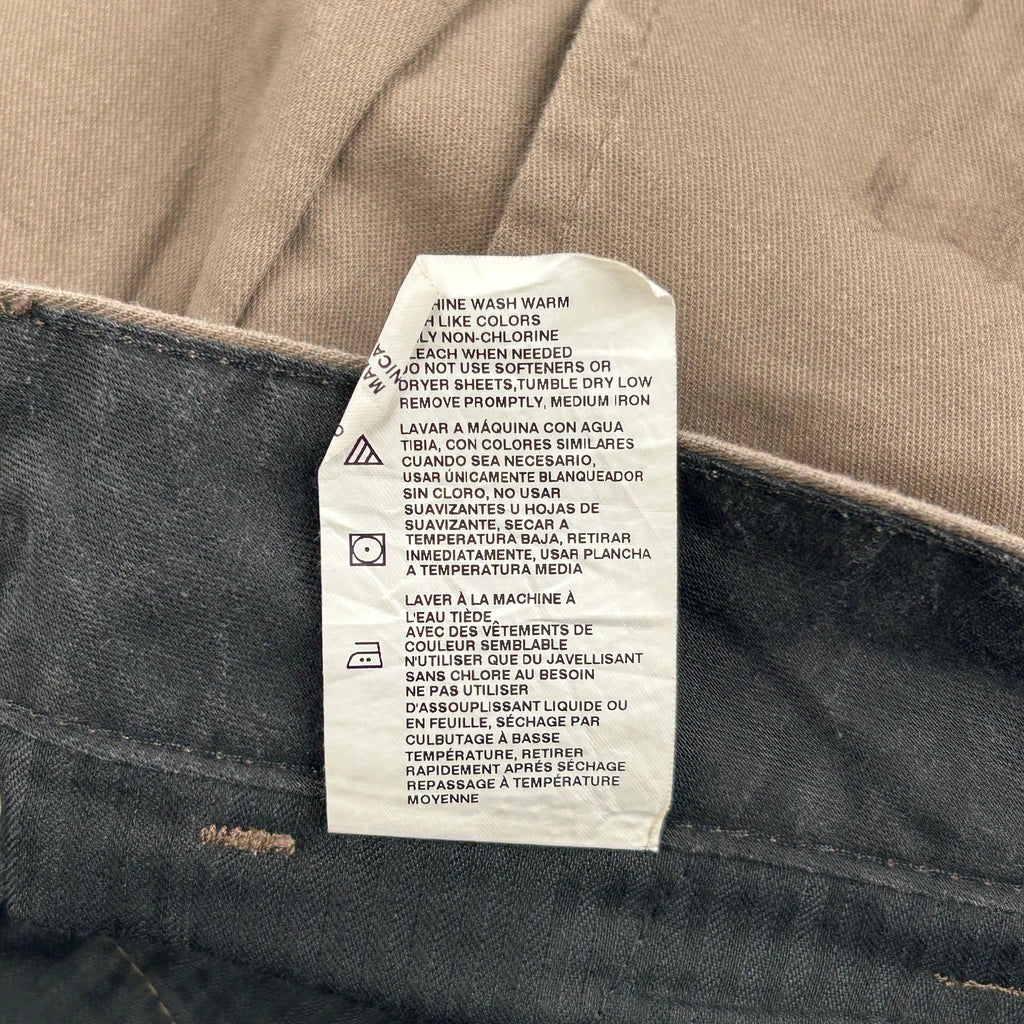 HINE WASH WARM
H LIKE COLORS
LY NON-CHLORINE
LEACH WHEN NEEDED
DO NOT USE SOFTENERS OR
DRYER SHEETS,TUMBLE DRY LOW
REMOVE PROMPTLY, MEDIUM IRON
LAVAR A MÁQUINA CON AGUA
TIBIA, CON COLORES SIMILARES
CUANDO SEA NECESARIO,
USAR ÚNICAMENTE BLANQUEADOR
SIN CLORO, NO USAR
SUAVIZANTES U HOJAS DE
SUAVIZANTE, SECAR A
TEMPERATURA BAJA, RETIRAR
INMEDIATAMENTE, USAR PLANCHA
A TEMPERATURA MEDIA
LAVER À LA MACHINE À
L'EAU TIÈDE
AVEC DES VÊTEMENTS DE
COULEUR SEMBLABLE
N'UTILISER QUE DU JAVELLISANT
SANS CHLORE AU BESOIN
NE PAS UTILISER
D'ASSOUPLISSANT LIQUIDE OU
EN FEUILLE, SÉCHAGE PAR
CULBUTAGE À BASSE
TEMPÉRATURE, RETIRER
RAPIDEMENT APRÉS SÉCHAGE
REPASSAGE À TEMPÉRATURE
MOYENNE